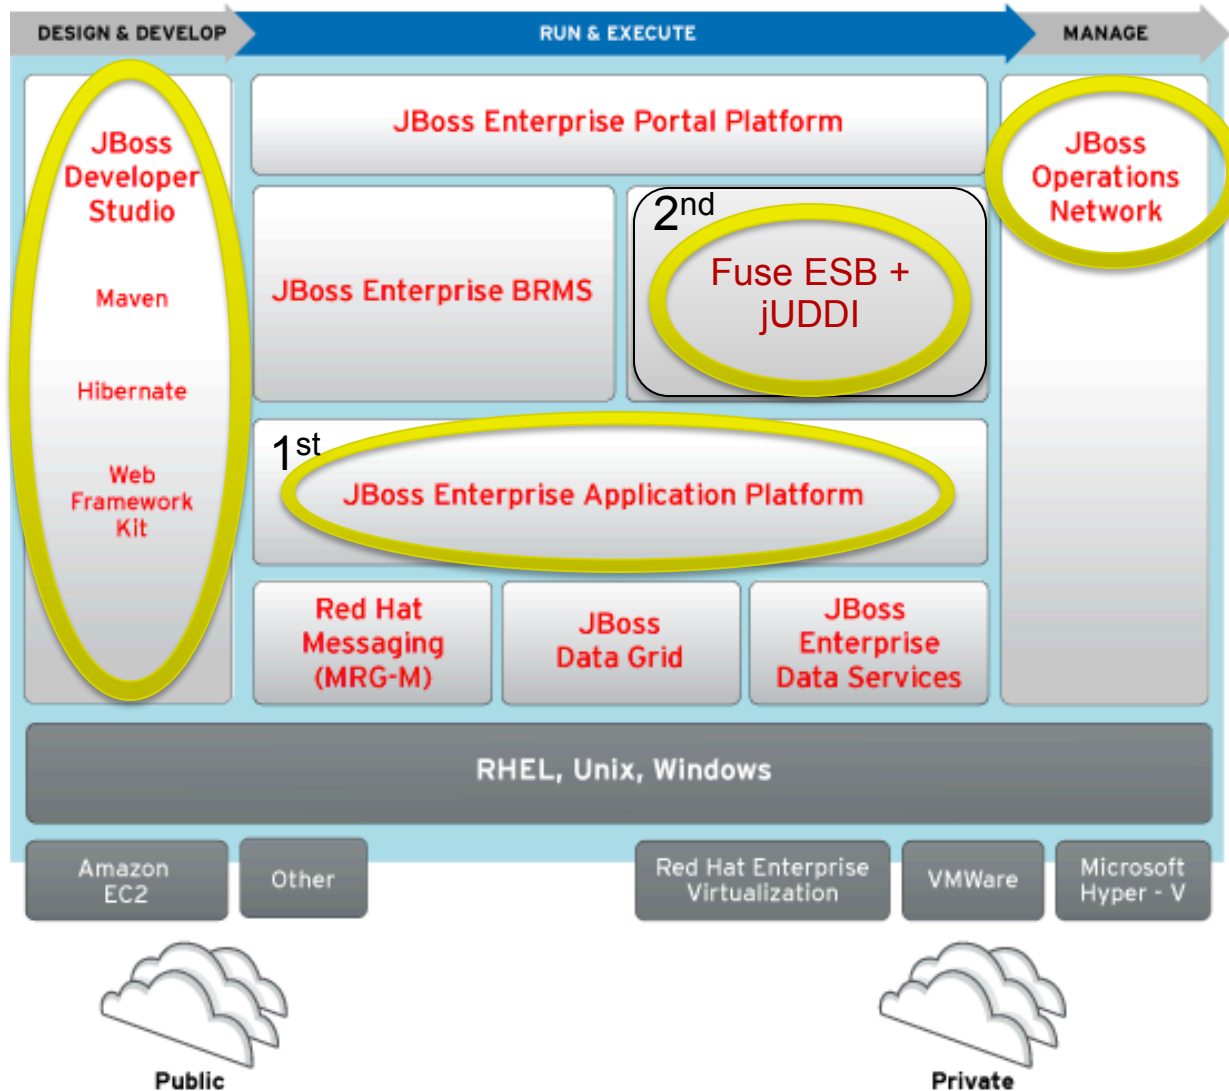 DESIGN & DEVELOP
RUN & EXECUTE
MANAGE
JBoss
Developer
Studio
Maven
Hibernate
Web
Framework
Kit
JBoss Enterprise Portal Platform
JBoss Enterprise BRMS
2nd
Fuse ESB +
jUDDI
1st
JBoss Enterprise Application Platform
Red Hat
Messaging
(MRG-M)
JBoss
Data Grid
JBoss
Enterprise
Data Services
JBoss
Operations
Network
RHEL, Unix, Windows
Amazon
EC2
Other
Red Hat Enterprise
Virtualization
VMWare
Microsoft
Hyper - V
Public
Private